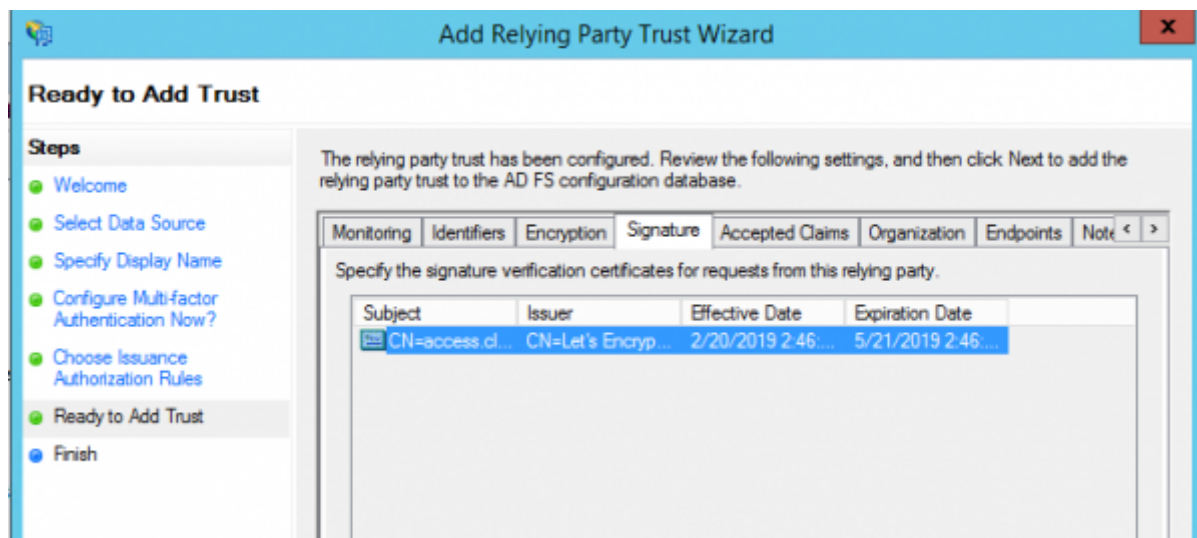 Add Relying Party Trust Wizard
x
Ready to Add Trust
Steps
Welcome
Select Data Source
Specify Display Name
Configure Multi-factor
Authentication Now?
Choose Issuance
Authorization Rules
Ready to Add Trust
Finish
The relying party trust has been configured. Review the following settings, and then click Next to add the
relying party trust to the AD FS configuration database.
Monitoring Identifiers Encryption Signature Accepted Claims Organization Endpoints Note < >
Specify the signature verification certificates for requests from this relying party.
Subject Issuer Effective Date Expiration Date
CN=access.cl... CN=Let's Encryp... 2/20/2019 2:46:... 5/21/2019 2:46:...